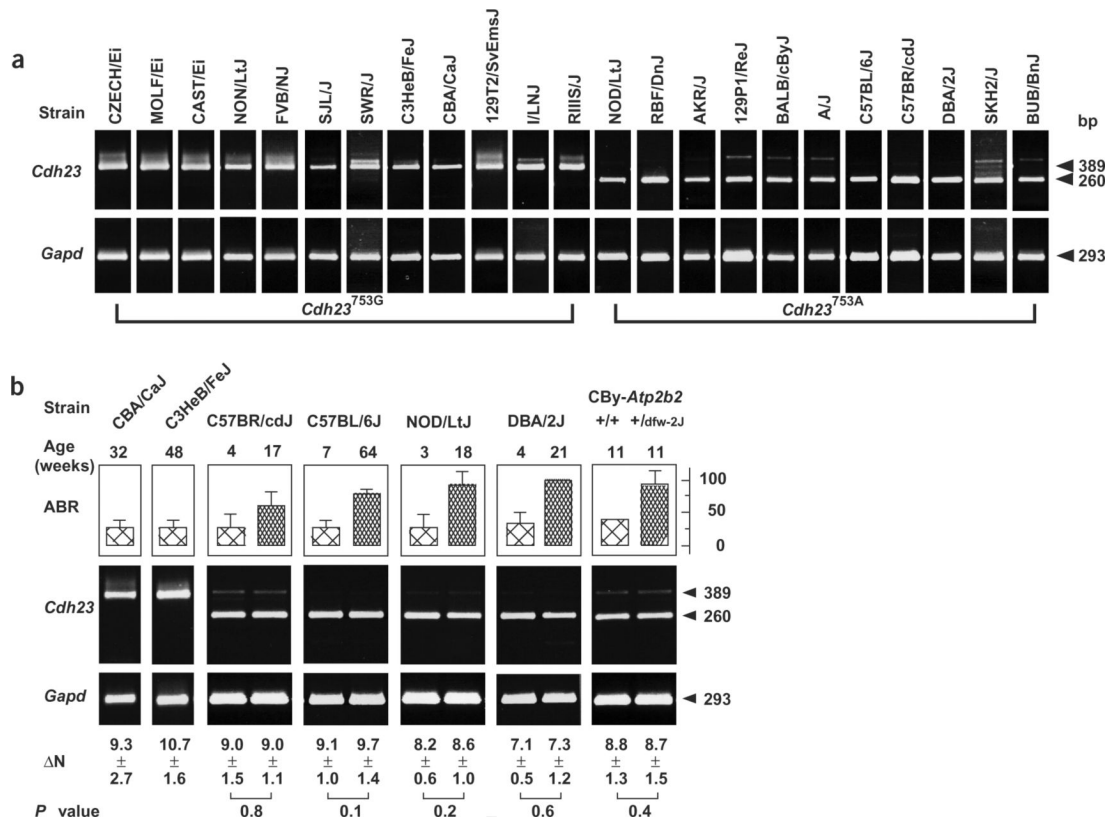 a
Strain
CZECH/Ei
MOLF/Ei
CAST/Ei
NON/LtJ
FVB/NJ
SJL/J
SWR/J
C3HeB/FeJ
CBA/CaJ
129T2/SvEmsJ
I/LNJ
RIIIS/J
NOD/LtJ
RBF/DnJ
AKR/J
129P1/ReJ
BALB/cByJ
A/J
C57BL/6J
C57BR/cdJ
DBA/2J
SKH2/J
BUB/BnJ
bp
Cdh23
389
260
Gapd
293
Cdh23753G Cdh23753A
b
Strain CBA/CaJ C3HeB/FeJ C57BR/cdJ C57BL/6J NOD/LtJ DBA/2J CBy-Atp2b2
+/+ +/dfw-2J
Age
(weeks) 32 48 4 17 7 64 3 18 4 21 11 11
ABR
100
50
0
Cdh23
389
260
Gapd
293
9.3 10.7 9.0 9.0 9.1 9.7 8.2 8.6 7.1 7.3 8.8 8.7
ΔN ± ± ± ± ± ± ± ± ± ± ± ±
2.7 1.6 1.5 1.1 1.0 1.4 0.6 1.0 0.5 1.2 1.3 1.5
P value 0.8 0.1 0.2 0.6 0.4